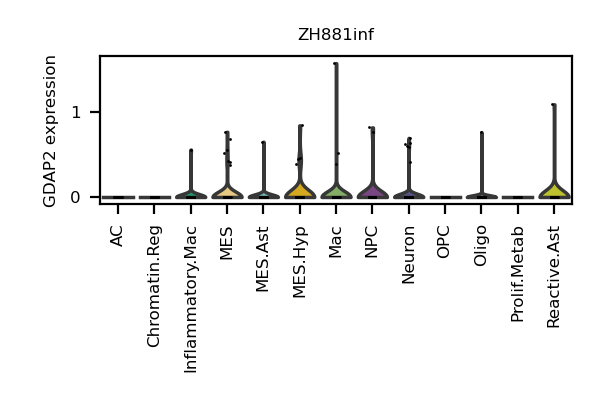 ZH881inf
GDAP2 expression
1
0
AC
Chromatin.Reg
Inflammatory.Mac
MES
MES.Ast
MES.Hyp
Mac
NPC
Neuron
OPC
Oligo
Prolif.Metab
Reactive.Ast